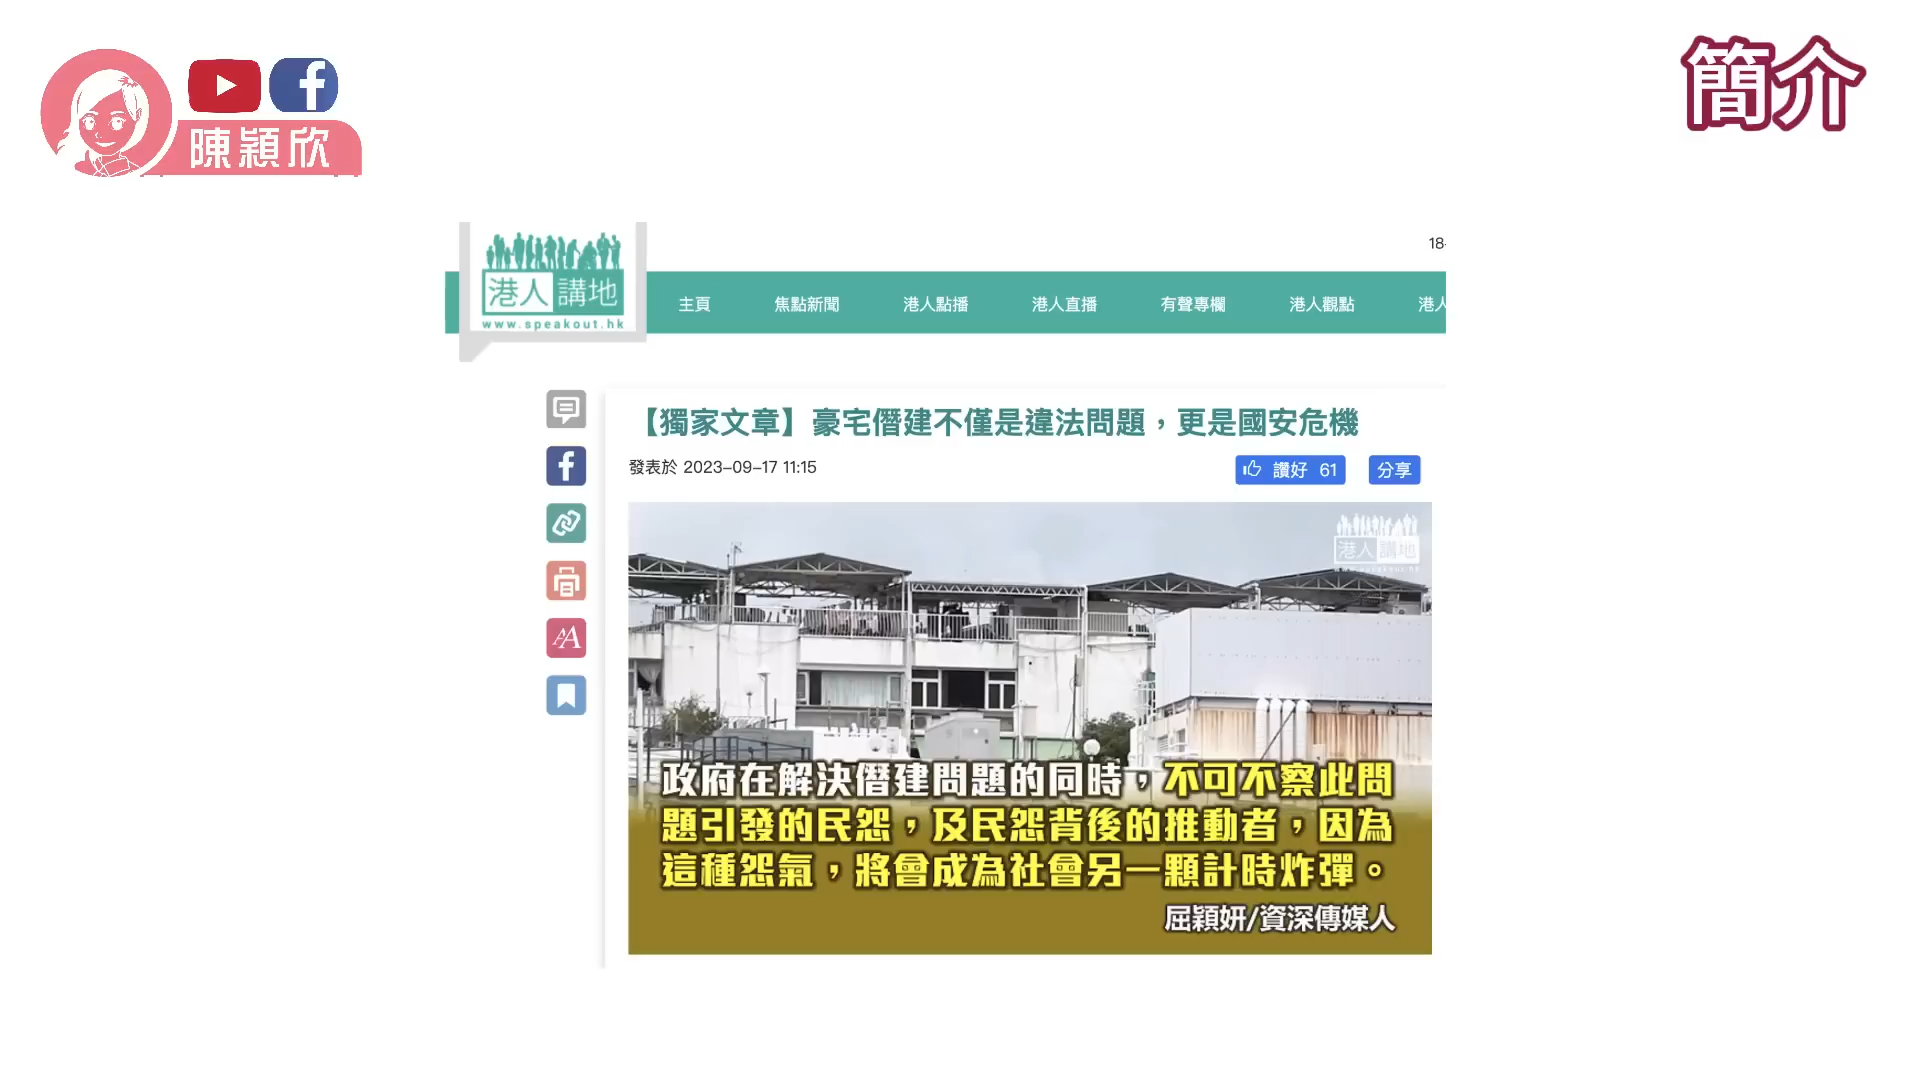 陳穎欣
簡介
港人講地
www.speakout.hk
18-
主頁 焦點新聞 港人點播 港人直播 有聲專欄 港人觀點 港人
【獨家文章】豪宅僭建不僅是違法問題，更是國安危機
發表於 2023-09-17 11:15
讚好 61 分享
港人講地
政府在解決僭建問題的同時，不可不察此問
題引發的民怨，及民怨背後的推動者，因為
這種怨氣，將會成為社會另一顆計時炸彈。
屈穎妍/資深傳媒人